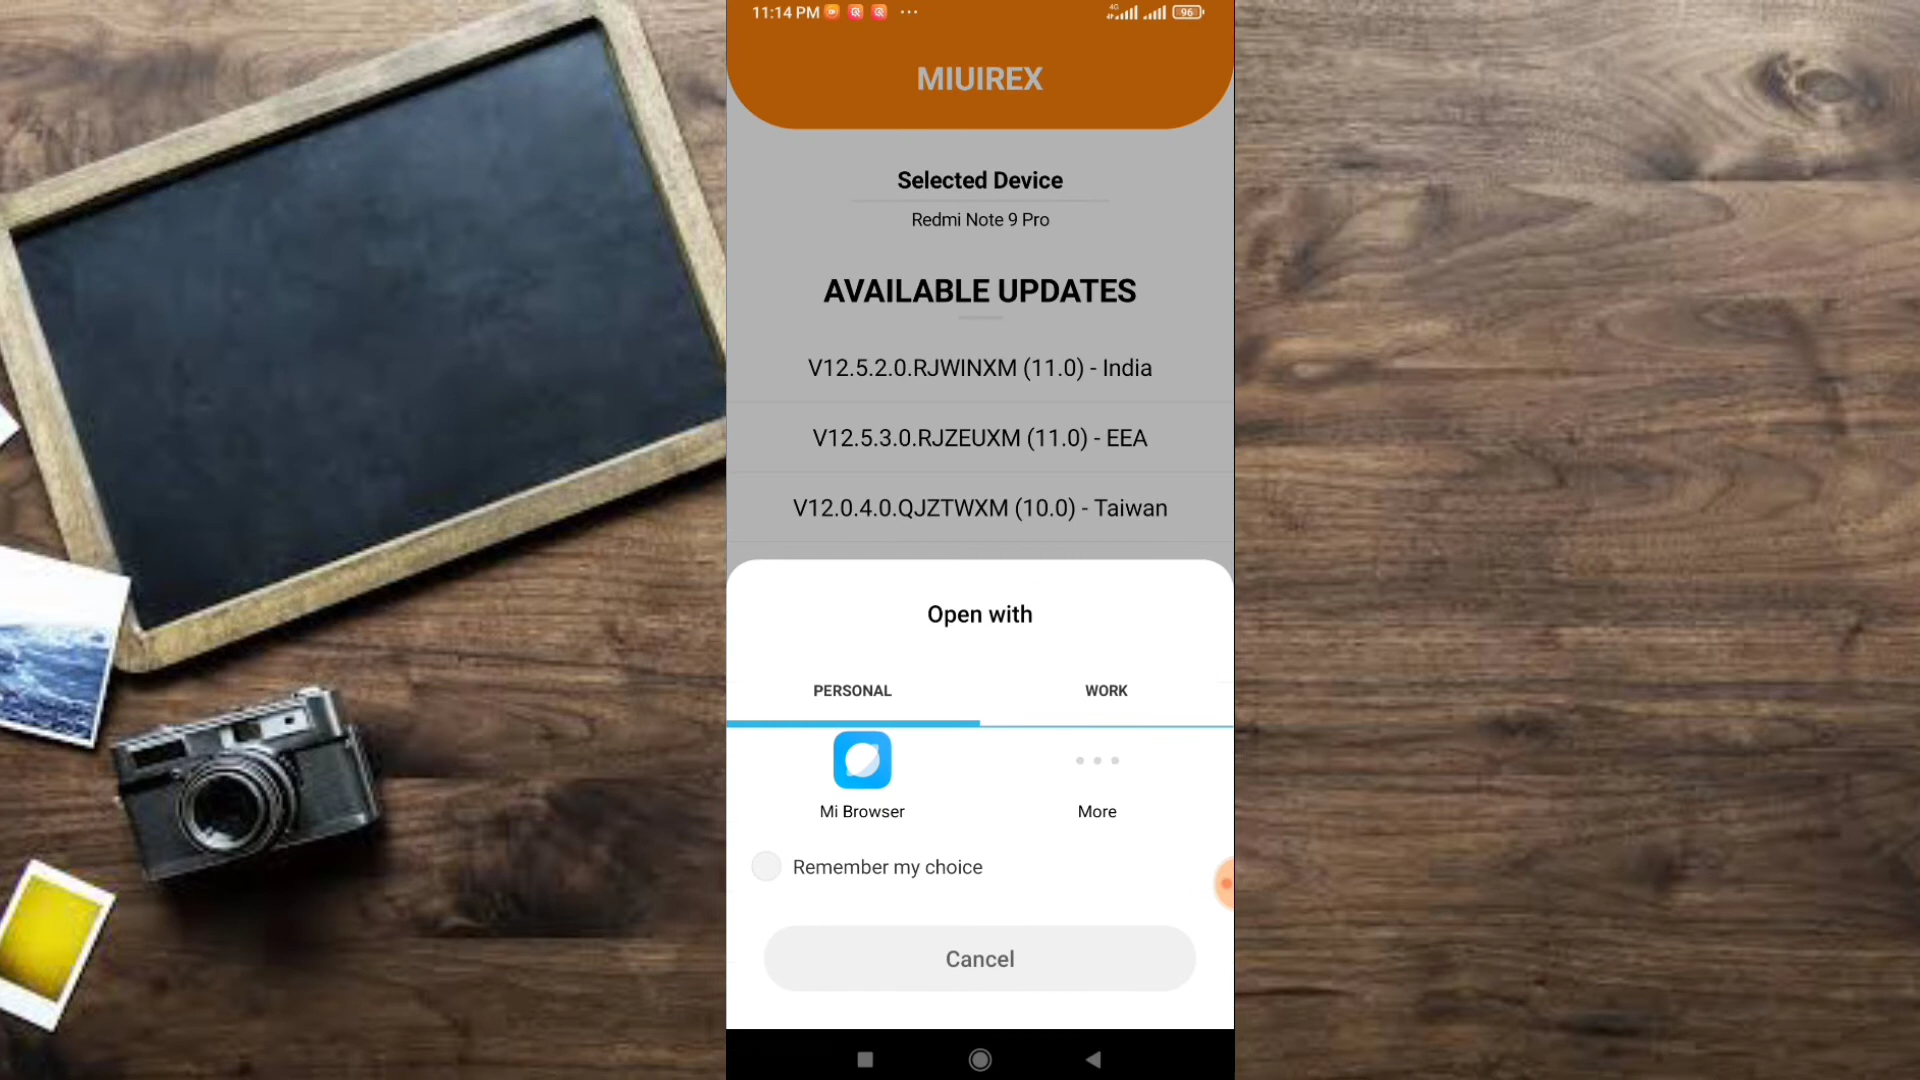 11:14 PM
4G
96
MIUIREX
Selected Device
Redmi Note 9 Pro
AVAILABLE UPDATES
V12.5.2.0.RJWINXM (11.0) - India
V12.5.3.0.RJZEUXM (11.0) - EEA
V12.0.4.0.QJZTWXM (10.0) - Taiwan
Open with
PERSONAL
WORK
Mi Browser
More
Remember my choice
Cancel